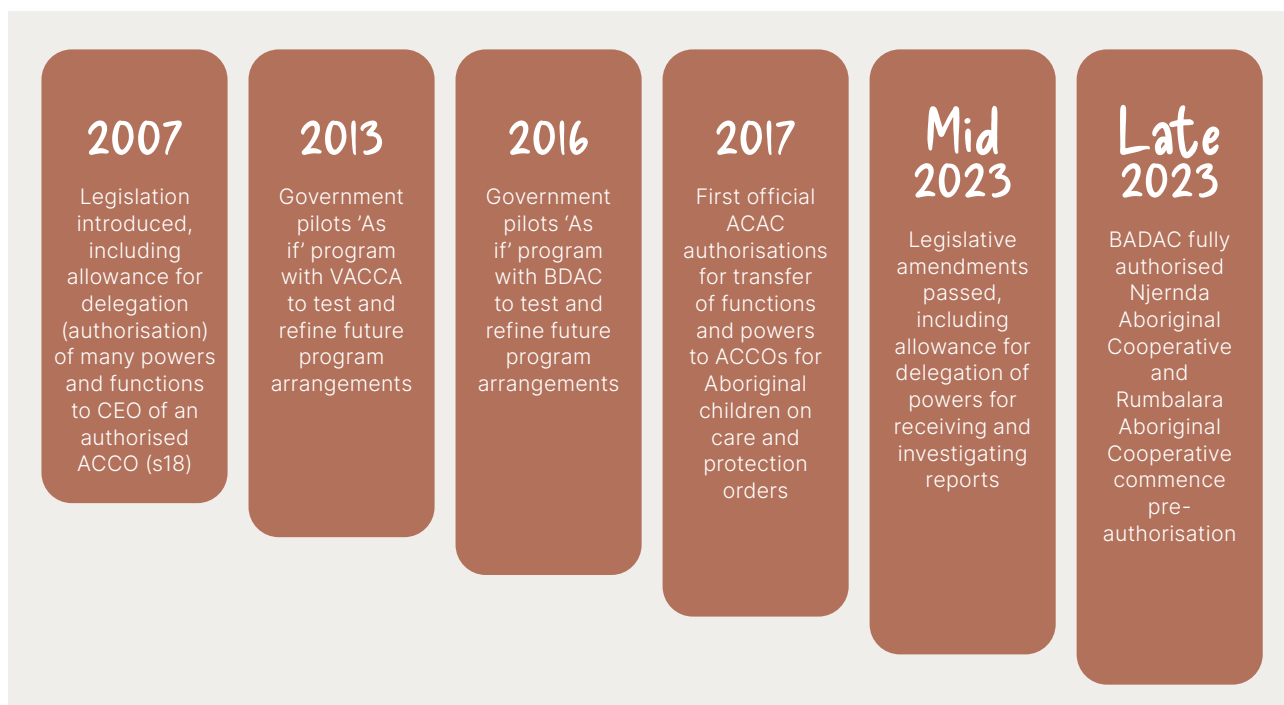 2007
Legislation
introduced,
including
allowance for
delegation
(authorisation)
of many powers
and functions
to CEO of an
authorised
ACCO (s18)
2013
Government
pilots ’As
if’ program
with VACCA
to test and
refine future
program
arrangements
2016
Government
pilots ‘As
if’ program
with BDAC
to test and
refine future
program
arrangements
2017
First official
ACAC
authorisations
for transfer
of functions
and powers
to ACCOs for
Aboriginal
children on
care and
protection
orders
Mid
2023
Legislative
amendments
passed,
including
allowance for
delegation of
powers for
receiving and
investigating
reports
Late
2023
BADAC fully
authorised
Njernda
Aboriginal
Cooperative
and
Rumbalara
Aboriginal
Cooperative
commence
pre-
authorisation